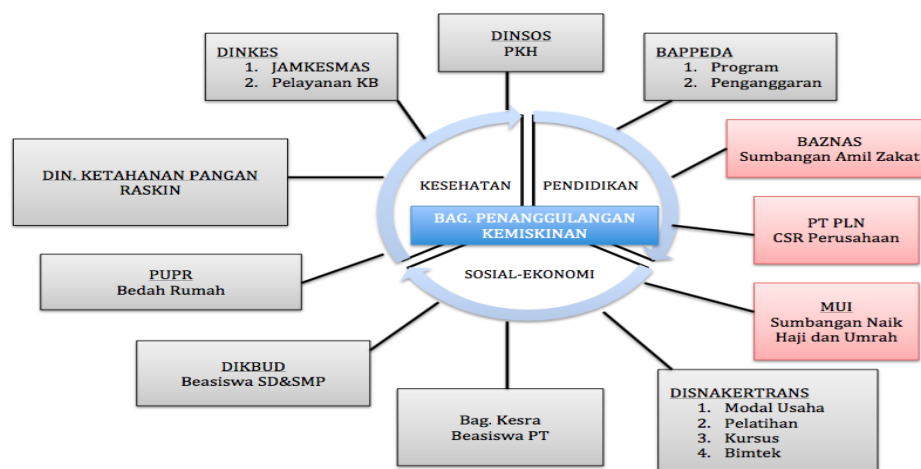 DINSOS
PKH
DINKES
1. JAMKESMAS
2. Pelayanan KB
BAPPEDA
1. Program
2. Penganggaran
BAZNAS
Sumbangan Amil Zakat
DIN. KETAHANAN PANGAN
RASKIN
KESEHATAN
PENDIDIKAN
BAG. PENANGGULANGAN
KEMISKINAN
PT PLN
CSR Perusahaan
SOSIAL-EKONOMI
PUPR
Bedah Rumah
MUI
Sumbangan Naik
Haji dan Umrah
DIKBUD
Beasiswa SD&SMP
Bag. Kesra
Beasiswa PT
DISNAKERTRANS
1. Modal Usaha
2. Pelatihan
3. Kursus
4. Bimtek